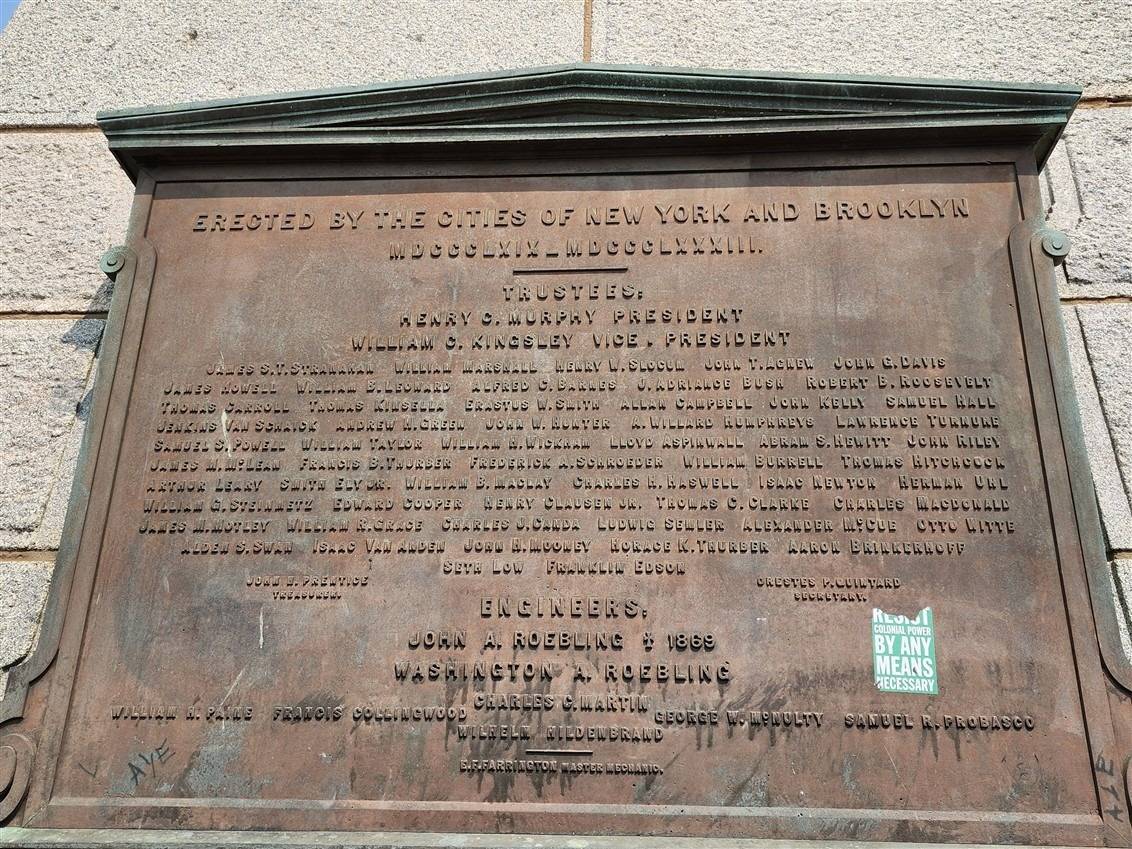 ERECTED BY THE CITIES OF NEW YORK AND BROOKLYN
MDCCCLXIX_MDCCCLXXXIII.
TRUSTEES:
HENRY C. MURPHY PRESIDENT
WILLIAM C. KINGSLEY VICE. PRESIDENT
JAMES S.T. STRANAHAN WILLIAM MARSHALL HENRY W. SLOCUM JOHN T. AGNEW JOHN G. DAVIS
JAMES HOWELL WILLIAM B. LEONARD ALFRED C. BARNES J. ADRIANCE BUSH ROBERT B. ROOSEVELT
THOMAS CARROLL THOMAS KINSELLA ERASTUS W. SMITH ALLAN CAMPBELL JOHN KELLY SAMUEL HALL
JENKINS VAN SCHAICK ANDREW H. GREEN JOHN W. HUNTER A. WILLARD HUMPHREYS LAWRENCE TURNURE
SAMUEL S. POWELL WILLIAM TAYLOR WILLIAM H. WICKHAM LLOYD ASPINWALL ABRAM S. HEWITT JOHN RILEY
JAMES M. MCLEAN FRANCIS B. THURBER FREDERICK A. SCHROEDER WILLIAM BURRELL THOMAS HITCHCOCK
ARTHUR LEARY SMITH ELY JR. WILLIAM B. MACLAY CHARLES H. HASWELL ISAAC NEWTON HERMAN UHL
WILLIAM G. STEINMETZ EDWARD COOPER HENRY CLAUSEN JR. THOMAS C. CLARKE CHARLES MACDONALD
JAMES M. MOTLEY WILLIAM R. GRACE CHARLES J. CANDA LUDWIG SEMLER ALEXANDER MCCUE OTTO WITTE
ALDEN S. SWAN ISAAC VAN ANDEN JOHN H. MOONEY HORACE K. THURBER AARON BRINKERHOFF
SETH LOW FRANKLIN EDSON
JOHN H. PRENTICE ORESTES P. QUINTARD
TREASURER. SECRETARY.
ENGINEERS:
JOHN A. ROEBLING † 1869
WASHINGTON A. ROEBLING
CHARLES C. MARTIN
WILLIAM H. PAINE FRANCIS COLLINGWOOD GEORGE W. MCNULTY SAMUEL R. PROBASCO
WILHELM HILDENBRAND
E.F. FARRINGTON MASTER MECHANIC.
RESIST
COLONIAL POWER
BY ANY
MEANS
NECESSARY
AYE